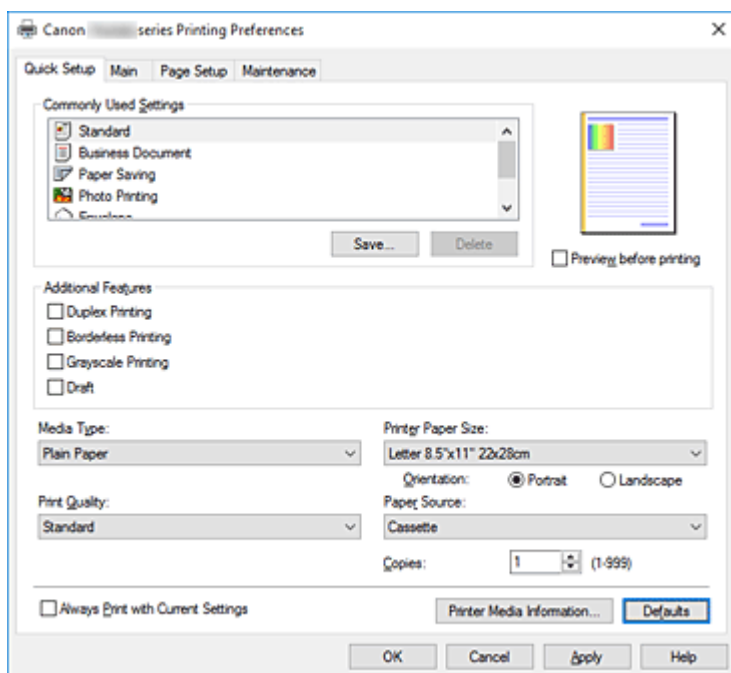 Canon series Printing Preferences
Quick Setup Main Page Setup Maintenance
Commonly Used Settings
Standard
Business Document
Paper Saving
Photo Printing
Envelope
Save... Delete
Preview before printing
Additional Features
Duplex Printing
Borderless Printing
Grayscale Printing
Draft
Media Type: Printer Paper Size:
Plain Paper Letter 8.5"x11" 22x28cm
Orientation: Portrait Landscape
Print Quality: Paper Source:
Standard Cassette
Copies: 1 (1-999)
Always Print with Current Settings Printer Media Information... Defaults
OK Cancel Apply Help